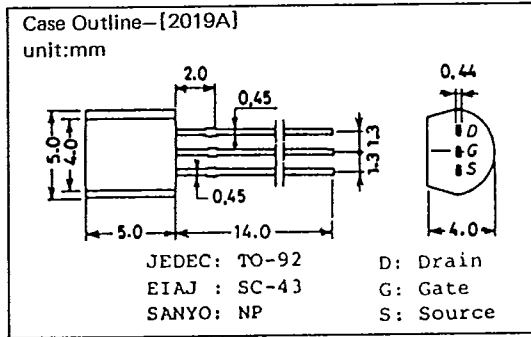 Case Outline–[2019A]
unit:mm
2.0
0,45
0,44
5.0
4.0
1.3
1.3
D
G
S
0,45
5.0
14.0
4.0
JEDEC: TO-92
EIAJ : SC-43
SANYO: NP
D: Drain
G: Gate
S: Source